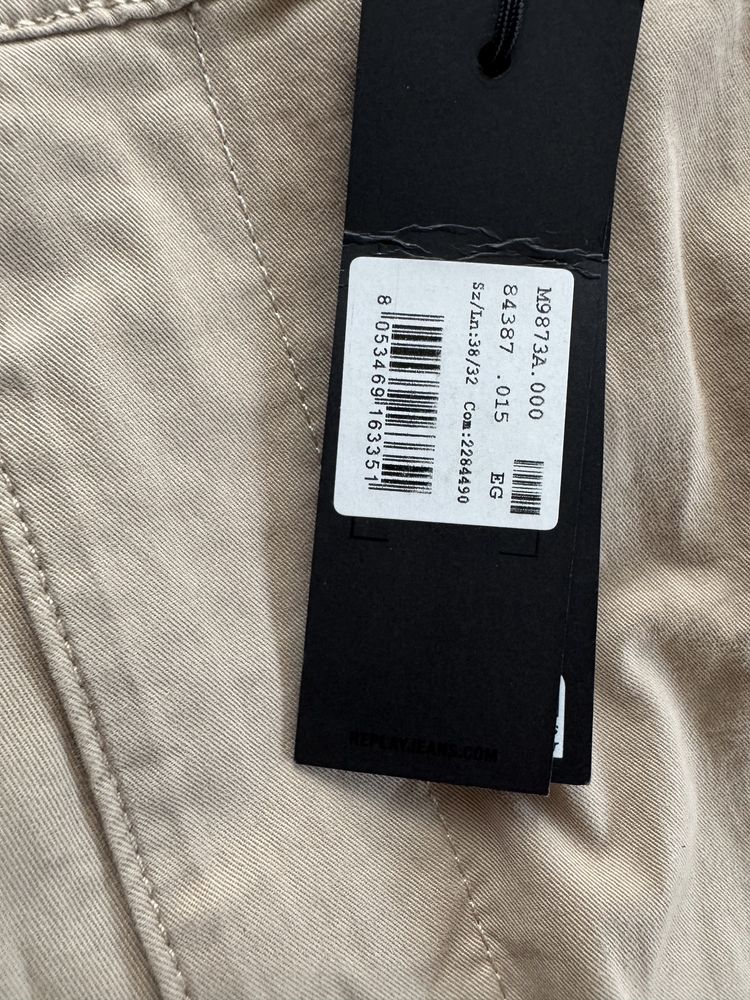 M9873A.000
84387 .015 EG
Sz/Ln:38/32 Com:2284490
8 053469 163351
REPLAYJEANS.COM